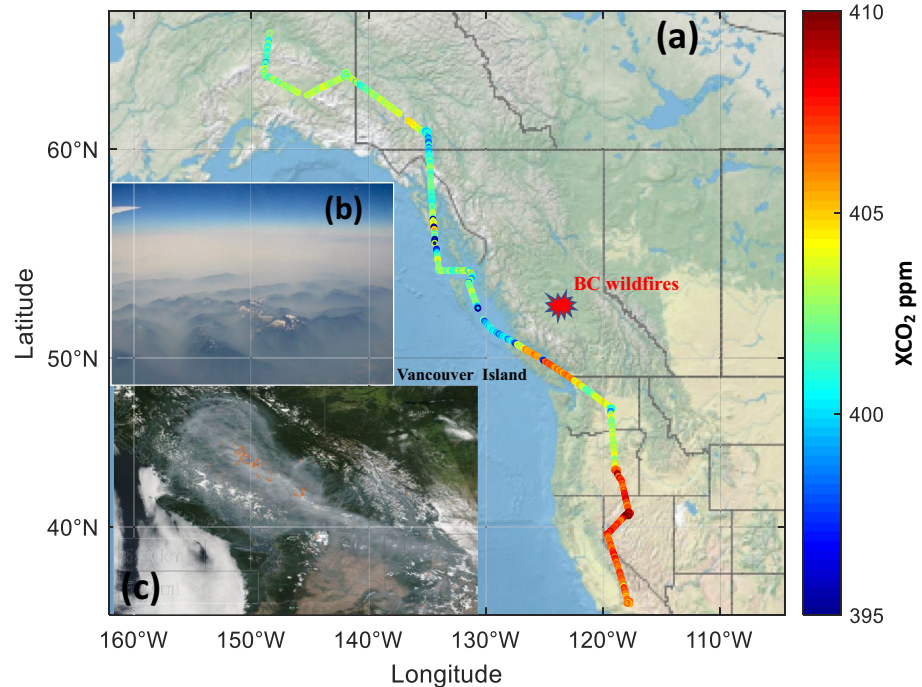 (a)
410
60°N
405
(b)
BC wildfires
XCO₂ ppm
Latitude
50°N
Vancouver Island
400
40°N
km
(c)
395
160°W
150°W
140°W
130°W
120°W
110°W
Longitude